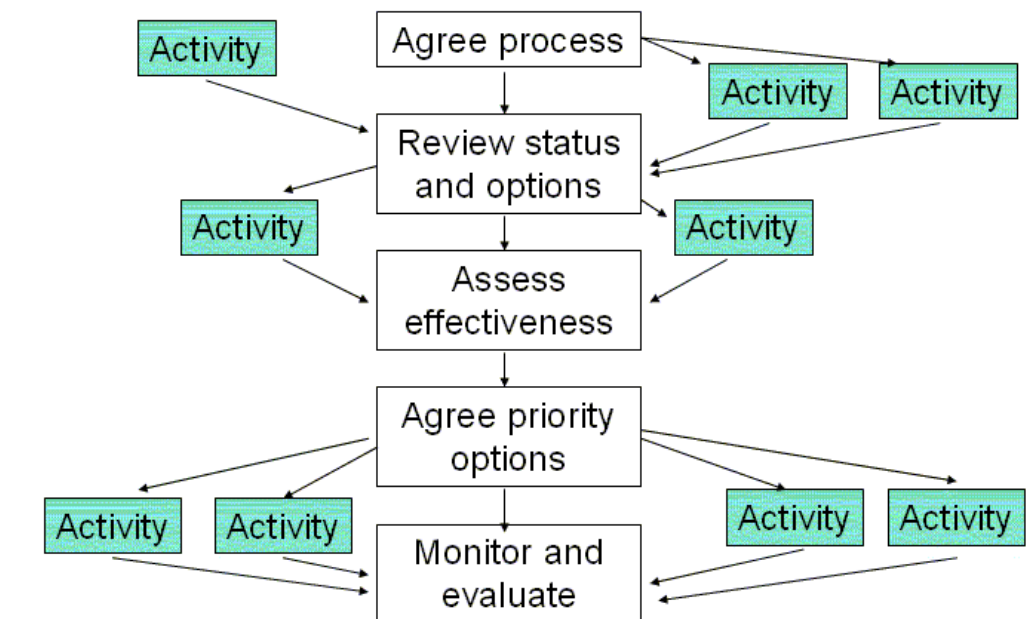 Agree process
Activity
Activity
Activity
Review status
and options
Activity
Activity
Assess
effectiveness
Agree priority
options
Activity
Activity
Activity
Activity
Monitor and
evaluate